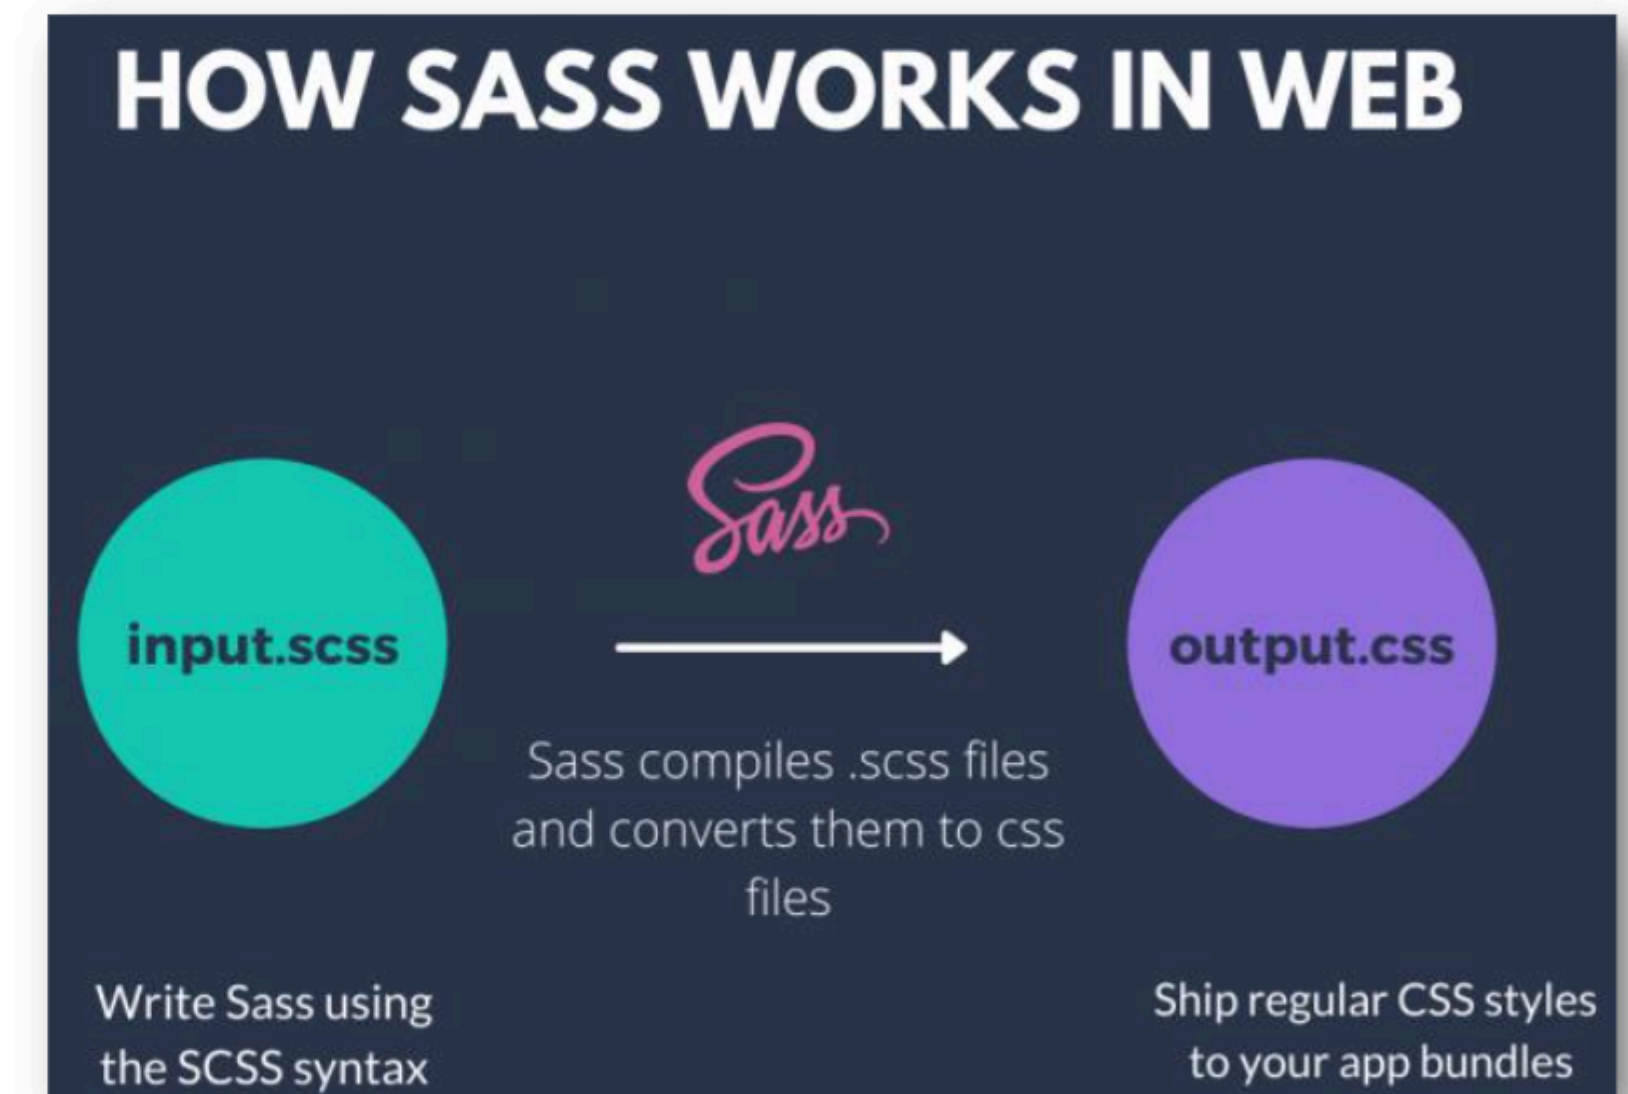 HOW SASS WORKS IN WEB
Sass
input.scss
output.css
Sass compiles .scss files
and converts them to css
files
Write Sass using
the SCSS syntax
Ship regular CSS styles
to your app bundles